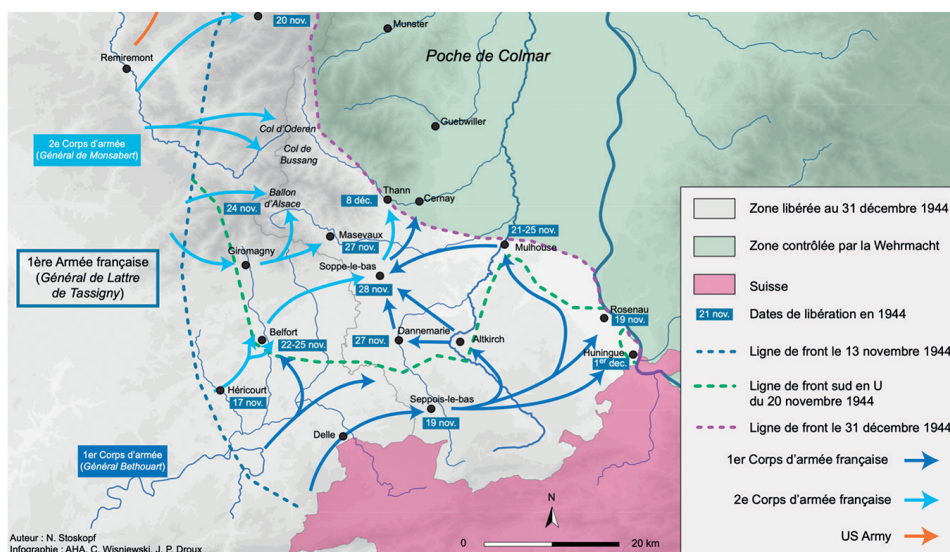 20 nov.
Munster
Remiremont
Poche de Colmar
Guebwiller
Col d'Oderen
2e Corps d'armée
(Général de Monsabert)
Col de
Bussang
Ballon
d'Alsace
24 nov.
Thann
8 déc.
Cernay
Masevaux
27 nov.
21-25 nov.
Mulhouse
Giromagny
1ère Armée française
(Général de Lattre
de Tassigny)
Soppe-le-bas
28 nov.
Rosenau
19 nov.
Belfort
22-25 nov.
Dannemarie
27 nov.
Altkirch
Huningue
1er dec.
Héricourt
17 nov.
Seppois-le-bas
19 nov.
Delle
1er Corps d'armée
(Général Bethouart)
N
0
20 km
Auteur : N. Stoskopf
Infographie : AHA, C. Wisniewski, J. P. Droux
Zone libérée au 31 décembre 1944
Zone contrôlée par la Wehrmacht
Suisse
21 nov.
Dates de libération en 1944
Ligne de front le 13 novembre 1944
Ligne de front sud en U
du 20 novembre 1944
Ligne de front le 31 décembre 1944
1er Corps d'armée française
2e Corps d'armée française
US Army